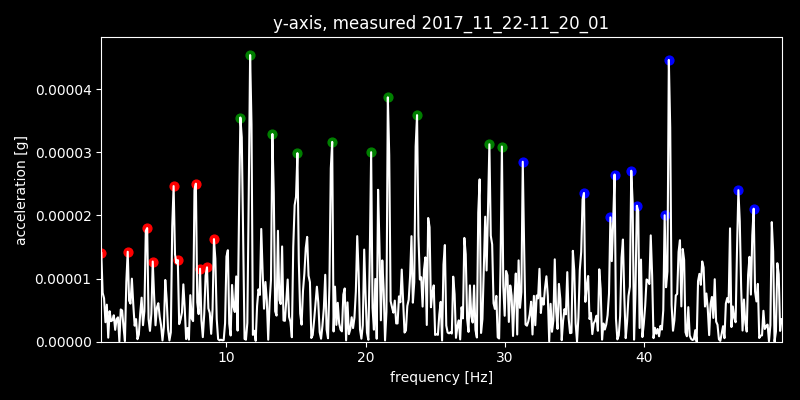 y-axis, measured 2017_11_22-11_20_01
acceleration [g]
0.00004
0.00003
0.00002
0.00001
0.00000
10 20 30 40
frequency [Hz]